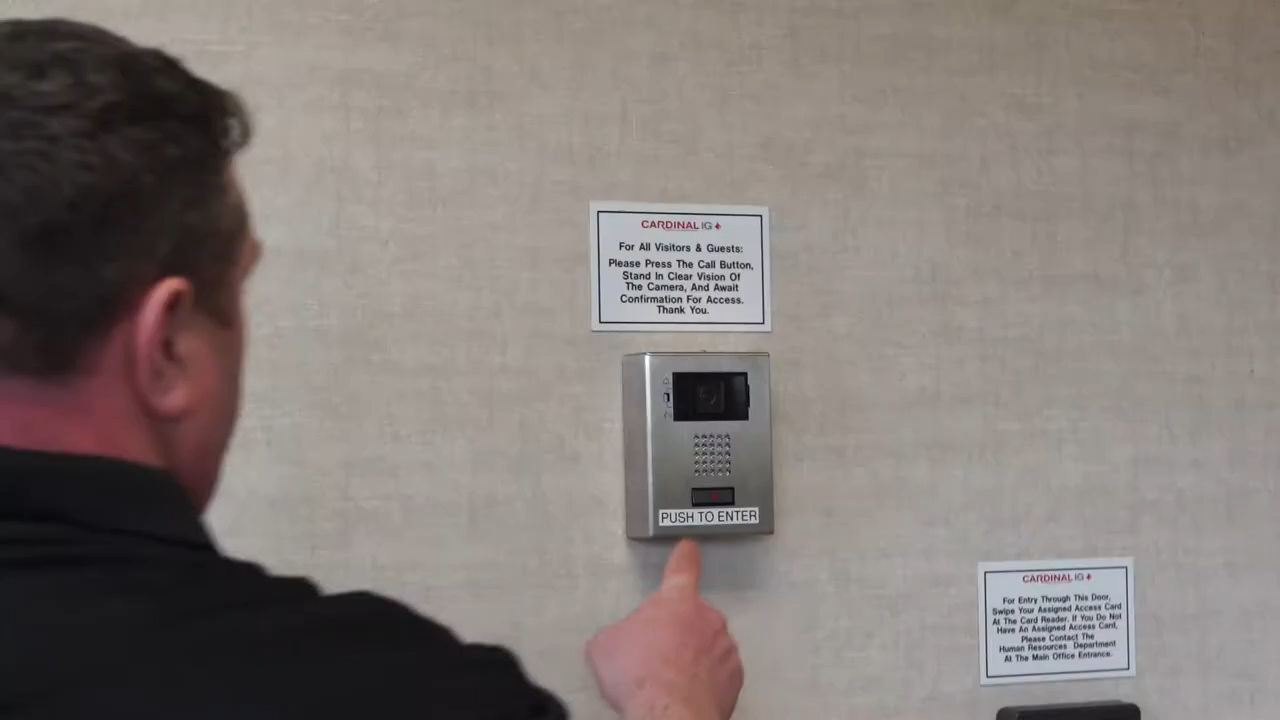 CARDINAL IG
For All Visitors & Guests:
Please Press The Call Button,
Stand In Clear Vision Of
The Camera, And Await
Confirmation For Access.
Thank You.
PUSH TO ENTER
CARDINAL IG
For Entry Through This Door,
Swipe Your Assigned Access Card
At The Card Reader. If You Do Not
Have An Assigned Access Card,
Please Contact The
Human Resources Department
At The Main Office Entrance.